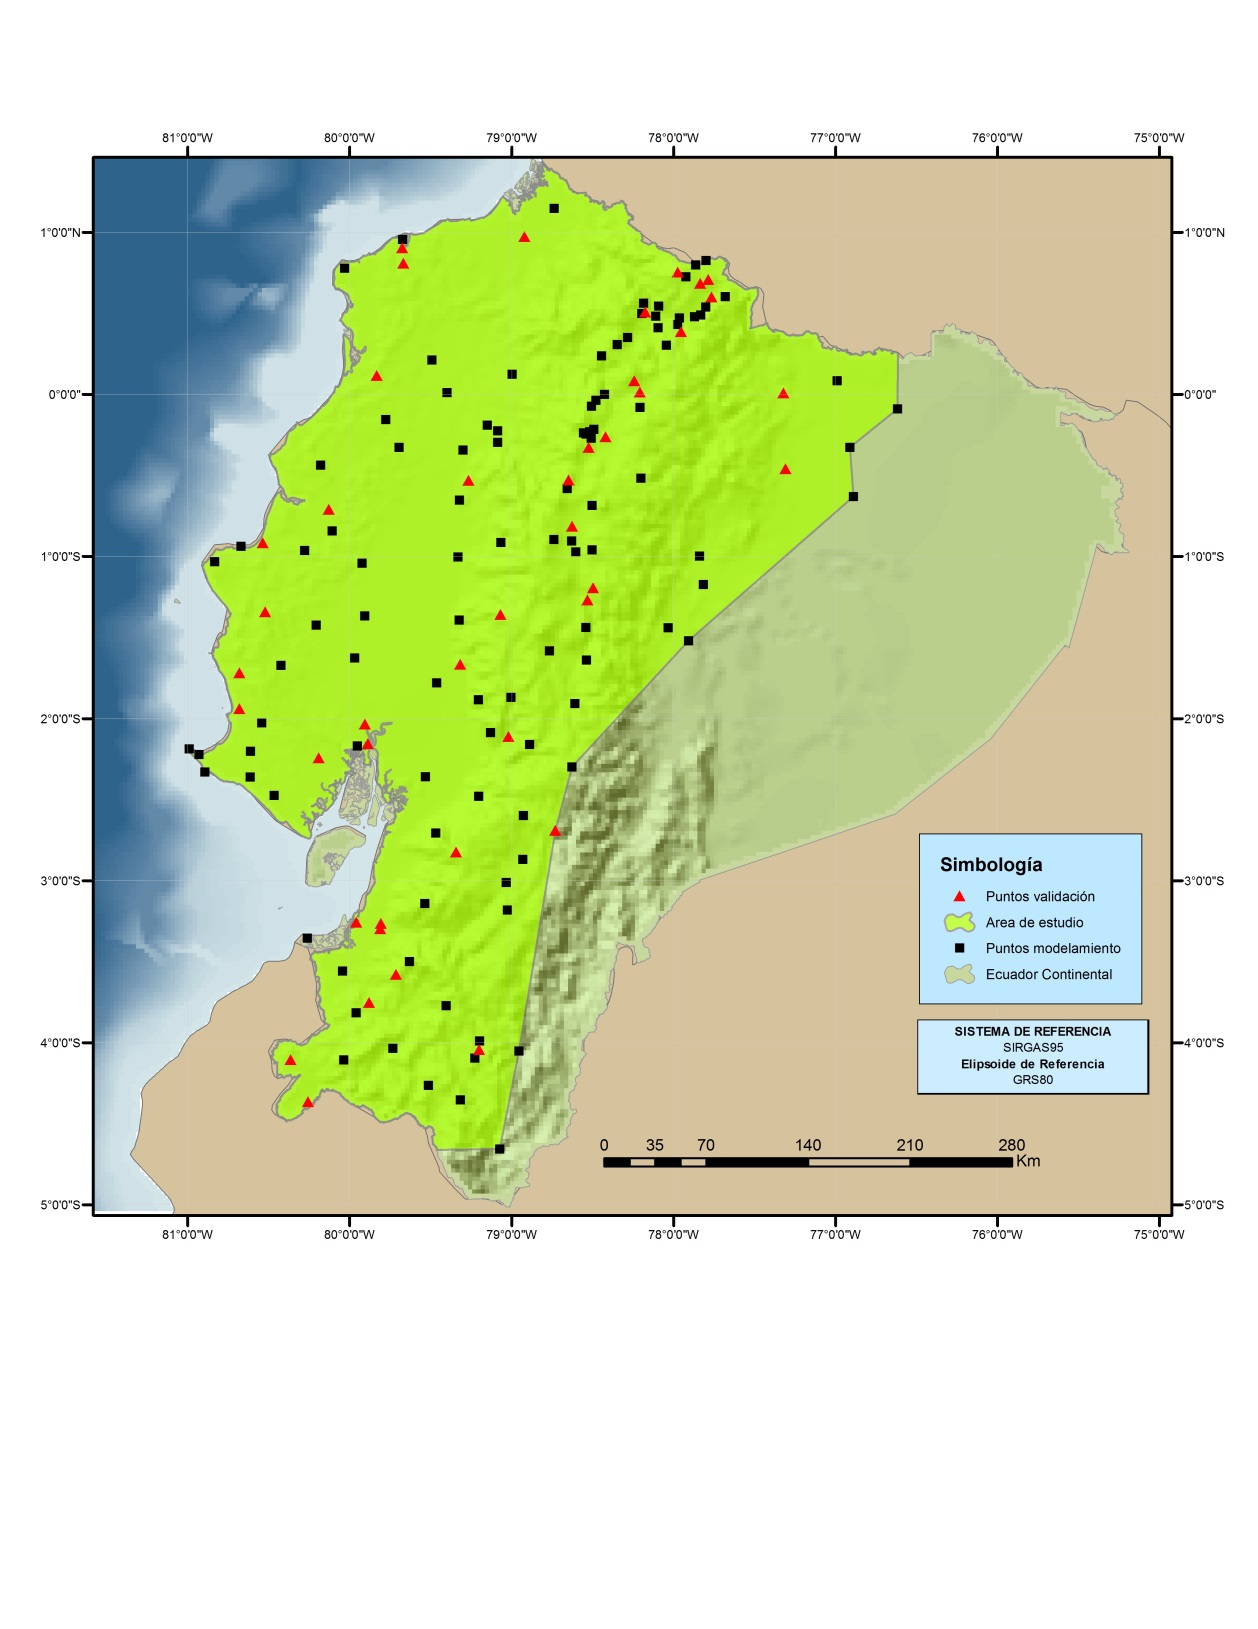 81°0'0"W 80°0'0"W 79°0'0"W 78°0'0"W 77°0'0"W 76°0'0"W 75°0'0"W
1°0'0"N 1°0'0"N
0°0'0" 0°0'0"
1°0'0"S 1°0'0"S
2°0'0"S 2°0'0"S
Simbología
3°0'0"S 3°0'0"S
Puntos validación
Area de estudio
Puntos modelamiento
Ecuador Continental
SISTEMA DE REFERENCIA
4°0'0"S 4°0'0"S
SIRGAS95
Elipsoide de Referencia
GRS80
0 35 70 140 210 280
Km
5°0'0"S 5°0'0"S
81°0'0"W 80°0'0"W 79°0'0"W 78°0'0"W 77°0'0"W 76°0'0"W 75°0'0"W